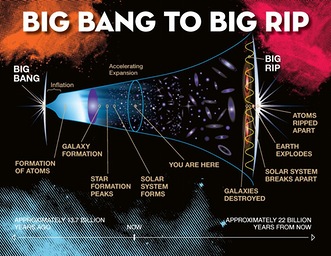 BIG BANG TO BIG RIP
Accelerating
Expansion
BIG
BANG
Inflation
BIG
RIP
ATOMS
RIPPED
APART
GALAXY
FORMATION
YOU ARE HERE
EARTH
EXPLODES
FORMATION
OF ATOMS
STAR
FORMATION
PEAKS
SOLAR
SYSTEM
FORMS
SOLAR SYSTEM
BREAKS APART
GALAXIES
DESTROYED
APPROXIMATELY 13.7 BILLION
YEARS AGO
NOW
APPROXIMATELY 22 BILLION
YEARS FROM NOW